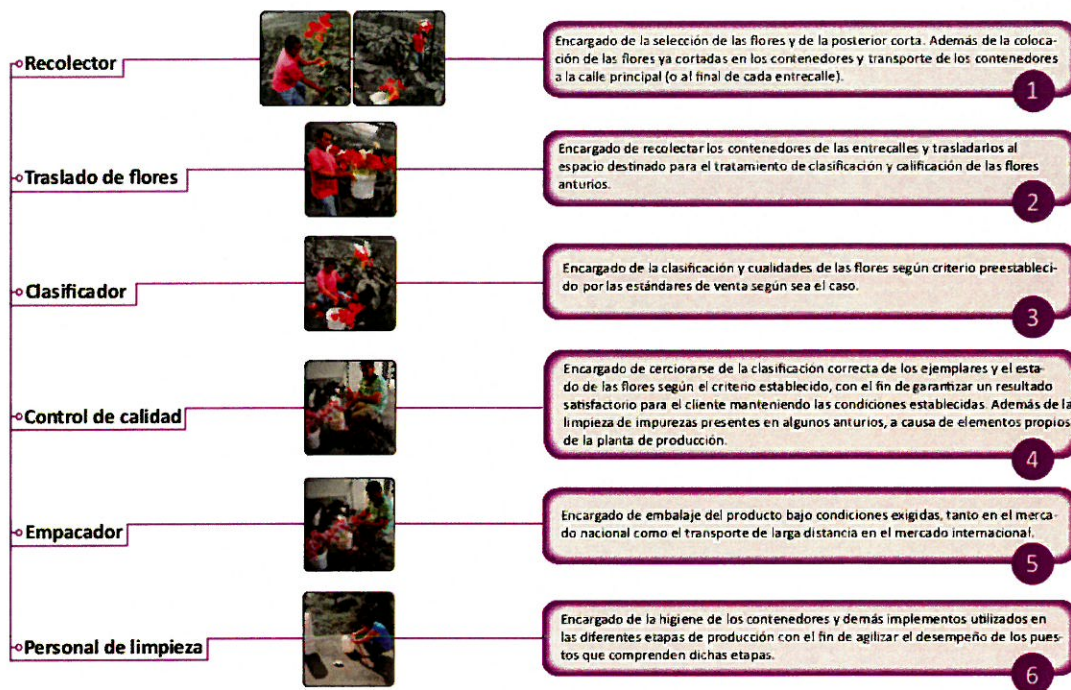 Recolector
Encargado de la selección de las flores y de la posterior corta. Además de la coloca-
ción de las flores ya cortadas en los contenedores y transporte de los contenedores
a la calle principal (o al final de cada entrecalle).
1
Traslado de flores
Encargado de recolectar los contenedores de las entrecalles y trasladarlos al
espacio destinado para el tratamiento de clasificación y calificación de las flores
anturios.
2
Clasificador
Encargado de la clasificación y cualidades de las flores según criterio preestableci-
do por las estándares de venta según sea el caso.
3
Control de calidad
Encargado de cerciorarse de la clasificación correcta de los ejemplares y el esta-
do de las flores según el criterio establecido, con el fin de garantizar un resultado
satisfactorio para el cliente manteniendo las condiciones establecidas. Además de la
limpieza de impurezas presentes en algunos anturios, a causa de elementos propios
de la planta de producción.
4
Empacador
Encargado de embalaje del producto bajo condiciones exigidas, tanto en el merca-
do nacional como el transporte de larga distancia en el mercado internacional.
5
Personal de limpieza
Encargado de la higiene de los contenedores y demás implementos utilizados en
las diferentes etapas de producción con el fin de agilizar el desempeño de los pues-
tos que comprenden dichas etapas.
6